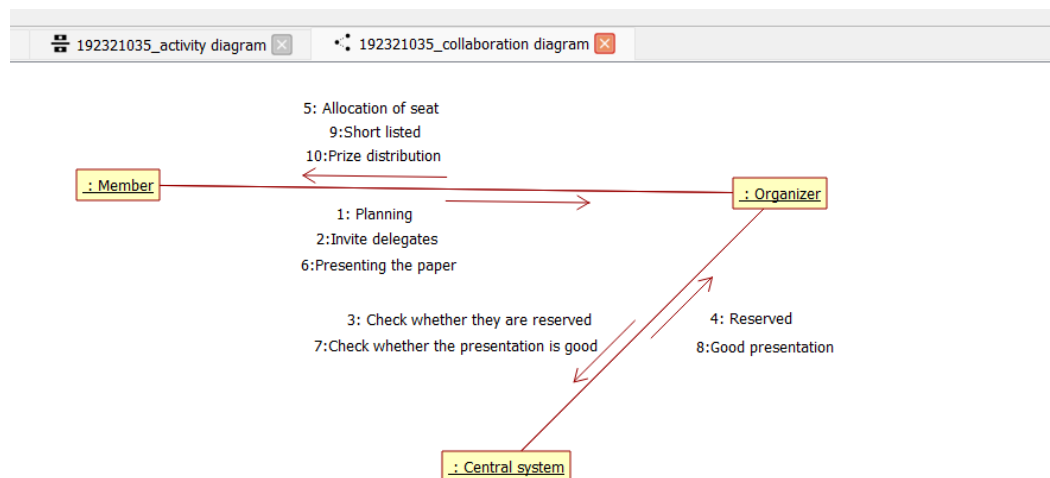 192321035_activity diagram
192321035_collaboration diagram
5: Allocation of seat
9:Short listed
10:Prize distribution
: Member
: Organizer
1: Planning
2:Invite delegates
6:Presenting the paper
3: Check whether they are reserved
4: Reserved
7:Check whether the presentation is good
8:Good presentation
: Central system